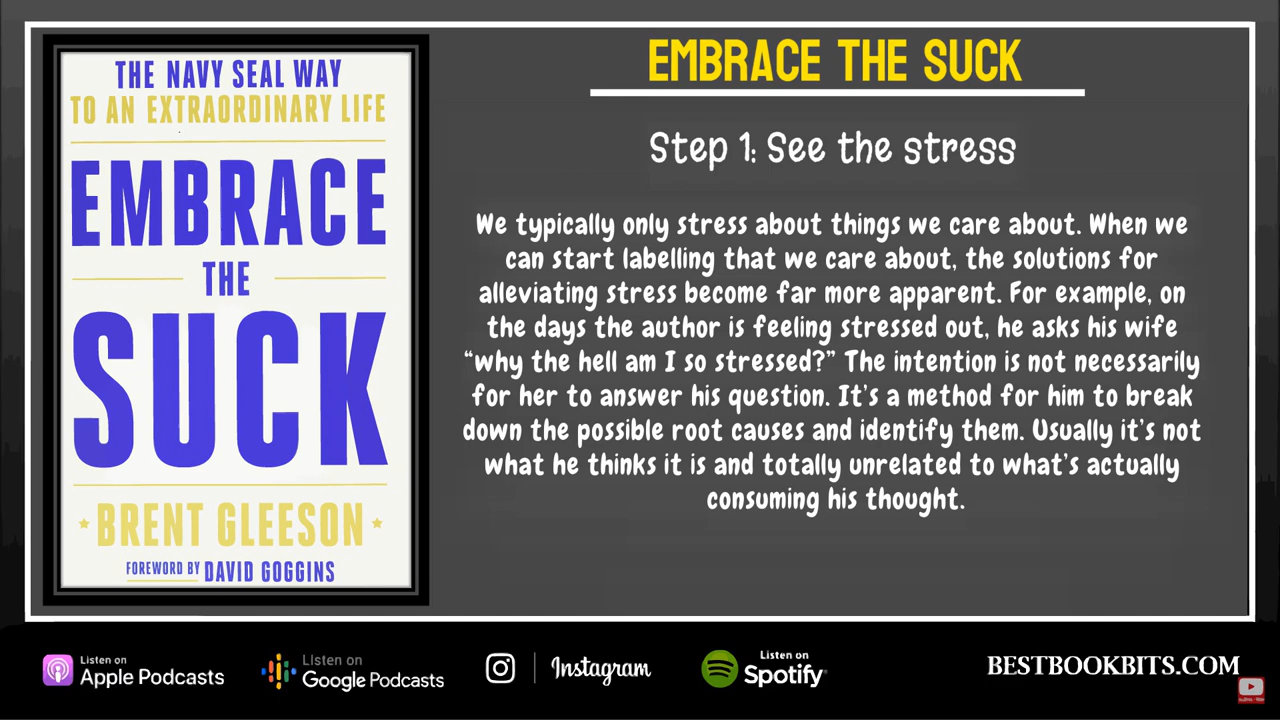 THE NAVY SEAL WAY
TO AN EXTRAORDINARY LIFE
EMBRACE
THE
SUCK
BRENT GLEESON
FOREWORD BY DAVID GOGGINS
EMBRACE THE SUCK
Step 1: See the stress
We typically only stress about things we care about. When we
can start labelling that we care about, the solutions for
alleviating stress become far more apparent. For example, on
the days the author is feeling stressed out, he asks his wife
“why the hell am I so stressed?” The intention is not necessarily
for her to answer his question. It’s a method for him to break
down the possible root causes and identify them. Usually it’s not
what he thinks it is and totally unrelated to what’s actually
consuming his thought.
Listen on
Apple Podcasts
Listen on
Google Podcasts
Instagram
Listen on
Spotify
BESTBOOKBITS.COM